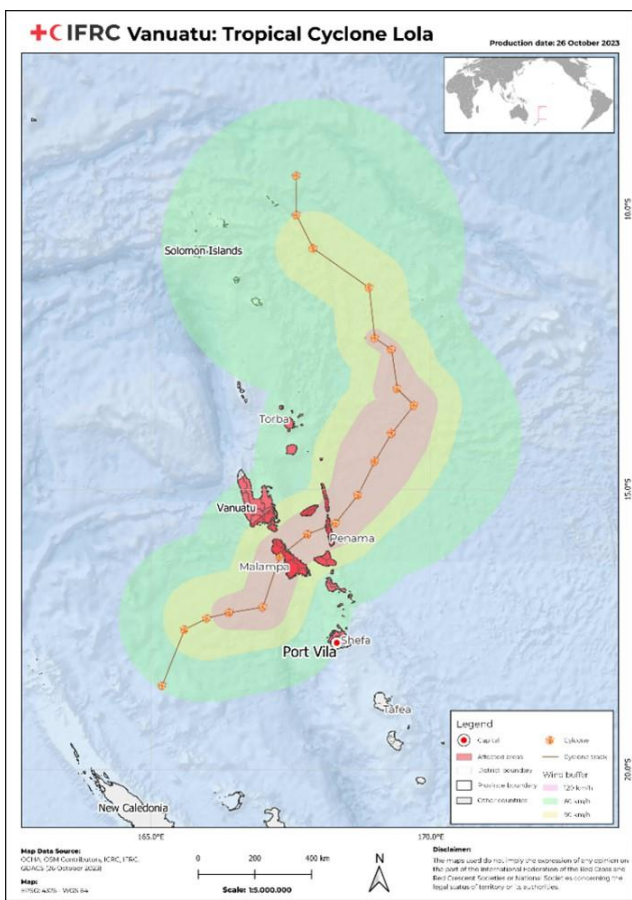 IFRC Vanuatu: Tropical Cyclone Lola
Production date: 26 October 2023
10.0°S
Solomon Islands
Torba
15.0°S
Vanuatu
Penama
Malampa
Shefa
Port Vila
Tafea
20.0°S
New Caledonia
165.0°E
170.0°E
Legend
Capital
Affected areas
District boundary
Province boundary
Other countries
Cylcone
Cyclone track
Wind buffer
120 km/h
60 km/h
90 km/h
Map Data Source:
OCHA, OSM Contributors, ICRC, IFRC,
GDACS (26 October 2023)
Map:
EPSG 4326 - WGS 84
0 200 400 km
Scale: 1:5.000.000
N
Disclaimer:
The maps used do not imply the expression of any opinion on
the part of the International Federation of the Red Cross and
Red Crescent Societies or National Societies concerning the
legal status of territory or its authorities.